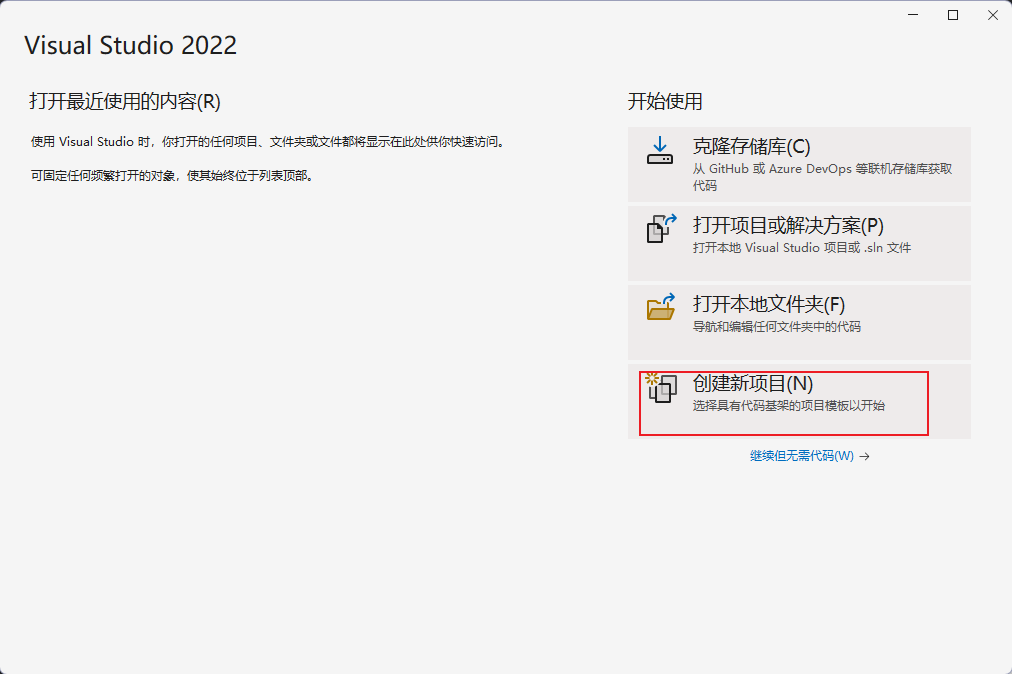 Visual Studio 2022
打开最近使用的内容(R)
使用 Visual Studio 时，你打开的任何项目、文件夹或文件都将显示在此处供你快速访问。
可固定任何频繁打开的对象，使其始终位于列表顶部。
开始使用
克隆存储库(C)
从 GitHub 或 Azure DevOps 等联机存储库获取
代码
打开项目或解决方案(P)
打开本地 Visual Studio 项目或 .sln 文件
打开本地文件夹(F)
导航和编辑任何文件夹中的代码
创建新项目(N)
选择具有代码基架的项目模板以开始
继续但无需代码(W) →